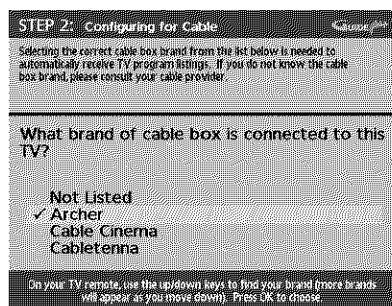 STEP 2: Configuring for Cable GUIDE Plus
Selecting the correct cable box brand from the list below is needed to
automatically receive TV program listings. If you do not know the cable
box brand, please consult your cable provider.
What brand of cable box is connected to this
TV?
Not Listed
✓ Archer
Cable Cinema
Cabletenna
On your TV remote, use the up/down keys to find your brand (more brands
will appear as you move down). Press OK to choose.